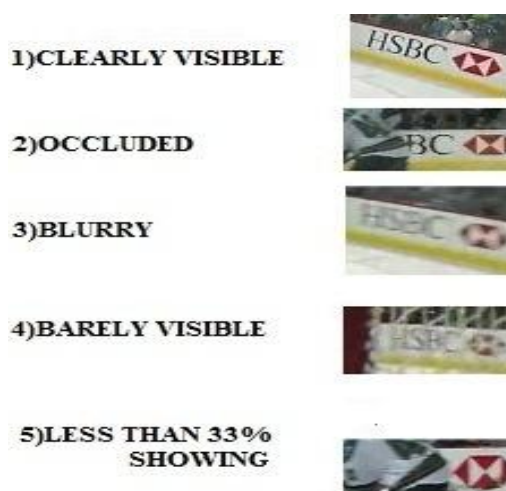 1)CLEARLY VISIBLE
HSBC
2)OCCLUDED
BC
3)BLURRY
HSBC
4)BARELY VISIBLE
HSBC
5)LESS THAN 33%
SHOWING